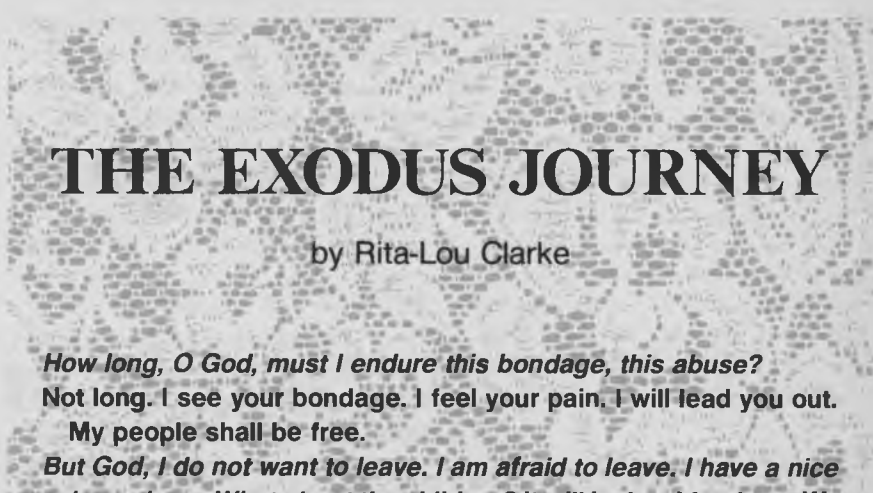 THE EXODUS JOURNEY
by Rita-Lou Clarke
How long, O God, must I endure this bondage, this abuse?
Not long. I see your bondage. I feel your pain. I will lead you out.
My people shall be free.
But God, I do not want to leave. I am afraid to leave. I have a nice